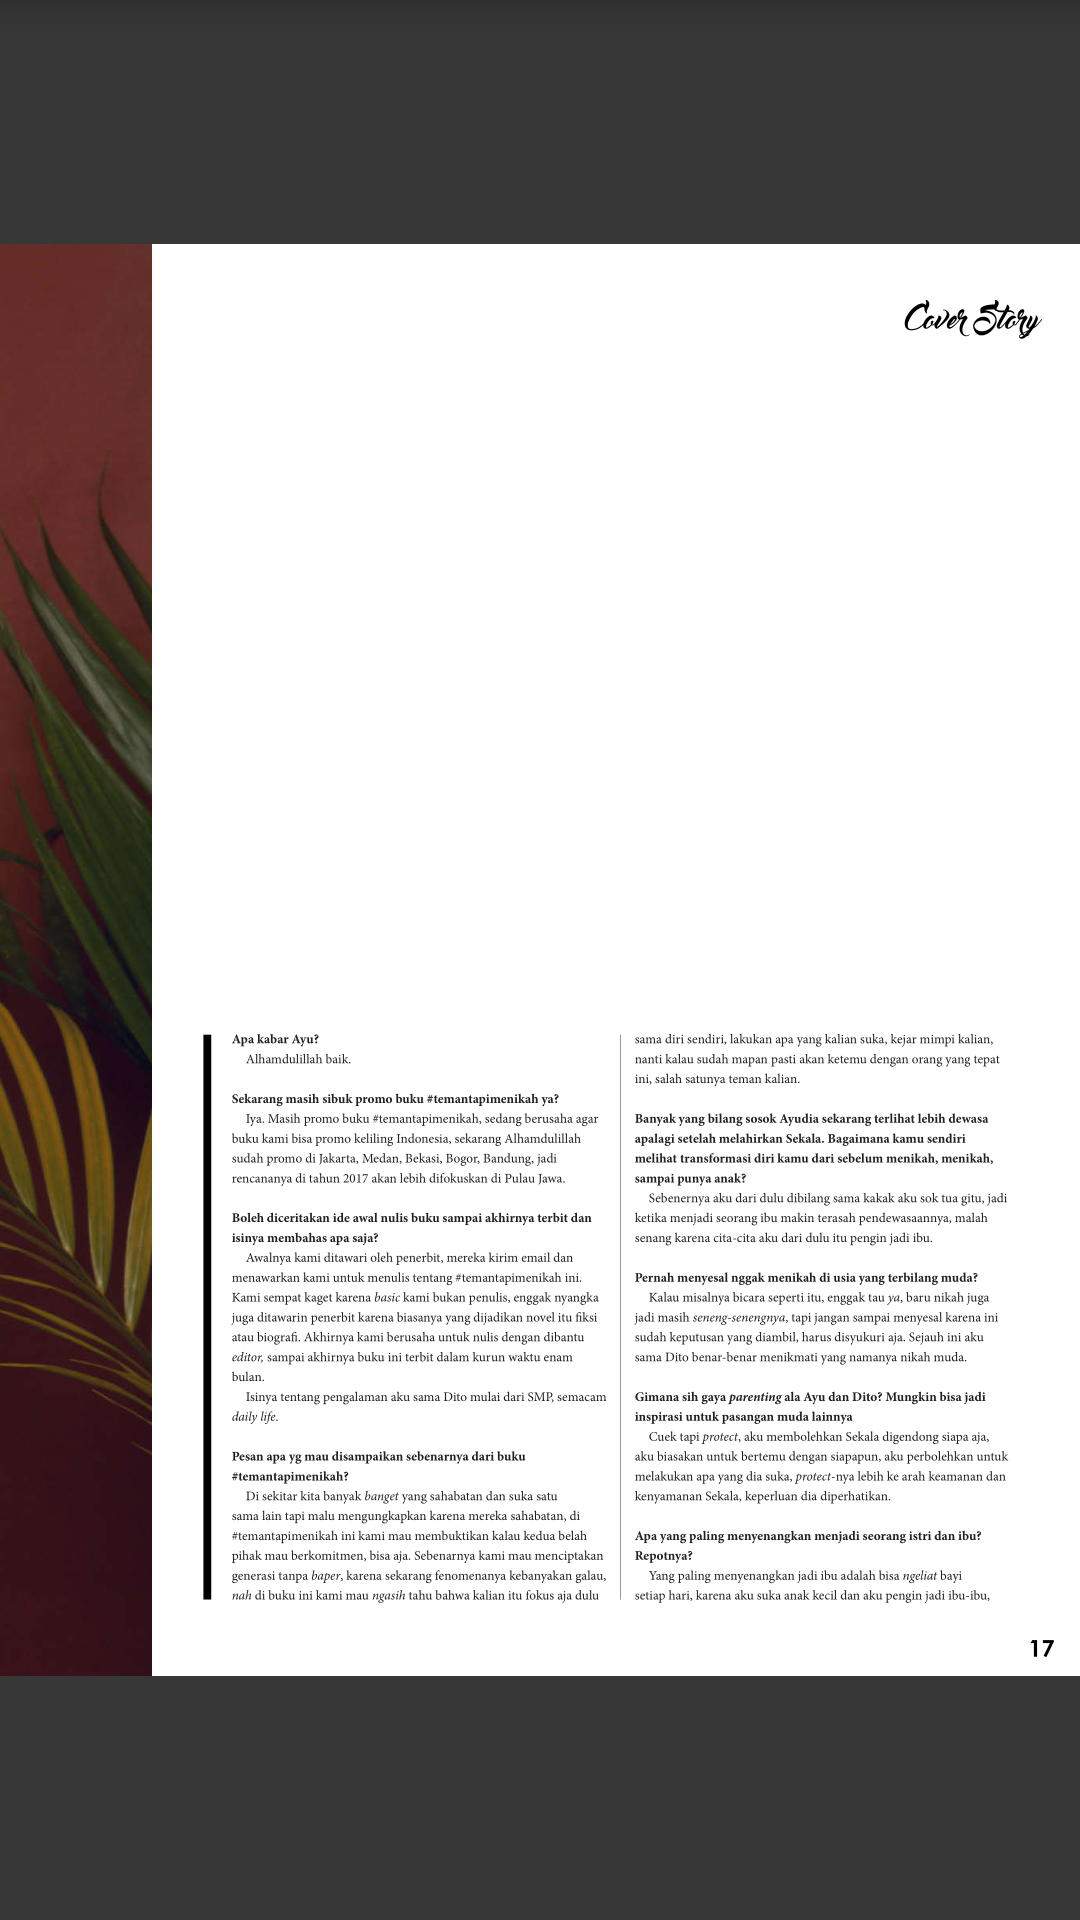 Cover Story
Apa kabar Ayu?
Alhamdulillah baik.
Sekarang masih sibuk promo buku #temantapimenikah ya?
Iya. Masih promo buku #temantapimenikah, sedang berusaha agar
buku kami bisa promo keliling Indonesia, sekarang Alhamdulillah
sudah promo di Jakarta, Medan, Bekasi, Bogor, Bandung, jadi
rencananya di tahun 2017 akan lebih difokuskan di Pulau Jawa.
Boleh diceritakan ide awal nulis buku sampai akhirnya terbit dan
isinya membahas apa saja?
Awalnya kami ditawari oleh penerbit, mereka kirim email dan
menawarkan kami untuk menulis tentang #temantapimenikah ini.
Kami sempat kaget karena basic kami bukan penulis, enggak nyangka
juga ditawarin penerbit karena biasanya yang dijadikan novel itu fiksi
atau biografi. Akhirnya kami berusaha untuk nulis dengan dibantu
editor, sampai akhirnya buku ini terbit dalam kurun waktu enam
bulan.
Isinya tentang pengalaman aku sama Dito mulai dari SMP, semacam
daily life.
Pesan apa yg mau disampaikan sebenarnya dari buku
#temantapimenikah?
Di sekitar kita banyak banget yang sahabatan dan suka satu
sama lain tapi malu mengungkapkan karena mereka sahabatan, di
#temantapimenikah ini kami mau membuktikan kalau kedua belah
pihak mau berkomitmen, bisa aja. Sebenarnya kami mau menciptakan
generasi tanpa baper, karena sekarang fenomenanya kebanyakan galau,
nah di buku ini kami mau ngasih tahu bahwa kalian itu fokus aja dulu
sama diri sendiri, lakukan apa yang kalian suka, kejar mimpi kalian,
nanti kalau sudah mapan pasti akan ketemu dengan orang yang tepat
ini, salah satunya teman kalian.
Banyak yang bilang sosok Ayudia sekarang terlihat lebih dewasa
apalagi setelah melahirkan Sekala. Bagaimana kamu sendiri
melihat transformasi diri kamu dari sebelum menikah, menikah,
sampai punya anak?
Sebenernya aku dari dulu dibilang sama kakak aku sok tua gitu, jadi
ketika menjadi seorang ibu makin terasah pendewasaannya, malah
senang karena cita-cita aku dari dulu itu pengin jadi ibu.
Pernah menyesal nggak menikah di usia yang terbilang muda?
Kalau misalnya bicara seperti itu, enggak tau ya, baru nikah juga
jadi masih seneng-senengnya, tapi jangan sampai menyesal karena ini
sudah keputusan yang diambil, harus disyukuri aja. Sejauh ini aku
sama Dito benar-benar menikmati yang namanya nikah muda.
Gimana sih gaya parenting ala Ayu dan Dito? Mungkin bisa jadi
inspirasi untuk pasangan muda lainnya
Cuek tapi protect, aku membolehkan Sekala digendong siapa aja,
aku biasakan untuk bertemu dengan siapapun, aku perbolehkan untuk
melakukan apa yang dia suka, protect-nya lebih ke arah keamanan dan
kenyamanan Sekala, keperluan dia diperhatikan.
Apa yang paling menyenangkan menjadi seorang istri dan ibu?
Repotnya?
Yang paling menyenangkan jadi ibu adalah bisa ngeliat bayi
setiap hari, karena aku suka anak kecil dan aku pengin jadi ibu-ibu,
17